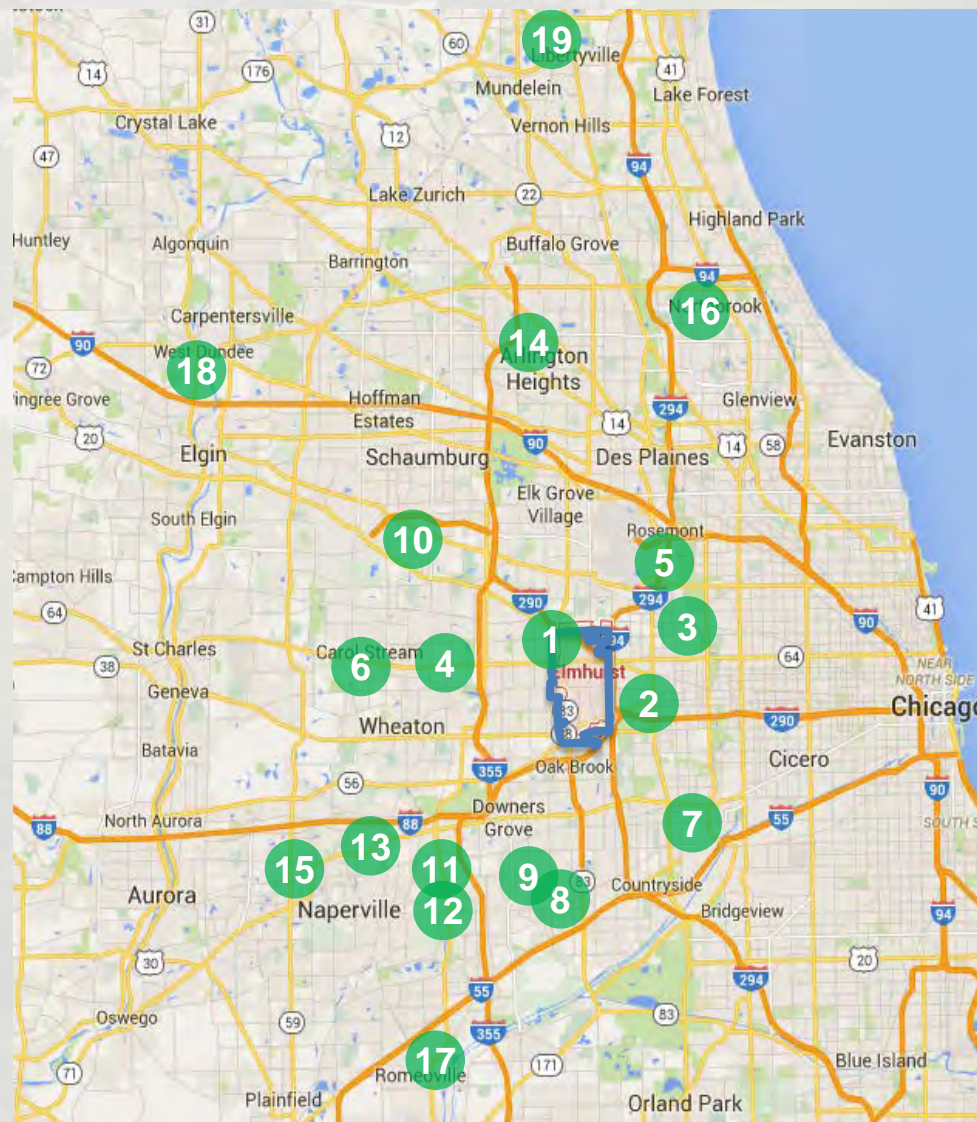 19
31
60
Libertyville
14
176
41
Mundelein
Lake Forest
Crystal Lake
12
Vernon Hills
47
94
Lake Zurich
22
Highland Park
Huntley
Algonquin
Buffalo Grove
Barrington
94
16
Carpentersville
14
Arlington
Heights
90
West Dundee
72
18
Hoffman
Estates
Glenview
294
20
14
14
58
Evanston
90
Elgin
Schaumburg
Des Plaines
Elk Grove
Village
South Elgin
Rosemont
10
5
Campton Hills
290
294
41
64
90
3
1
St Charles
Carol Stream
64
38
6
4
Elmhurst
NEAR
NORTH SIDE
Geneva
2
83
Chicago
Wheaton
290
Batavia
Oak Brook
Cicero
355
56
90
Downers
Grove
North Aurora
88
88
7
55
13
15
11
9
83
8
Countryside
Aurora
Naperville
12
Bridgeview
94
30
20
294
55
Oswego
59
83
355
17
171
Blue Island
71
Romeoville
Plainfield
Orland Park